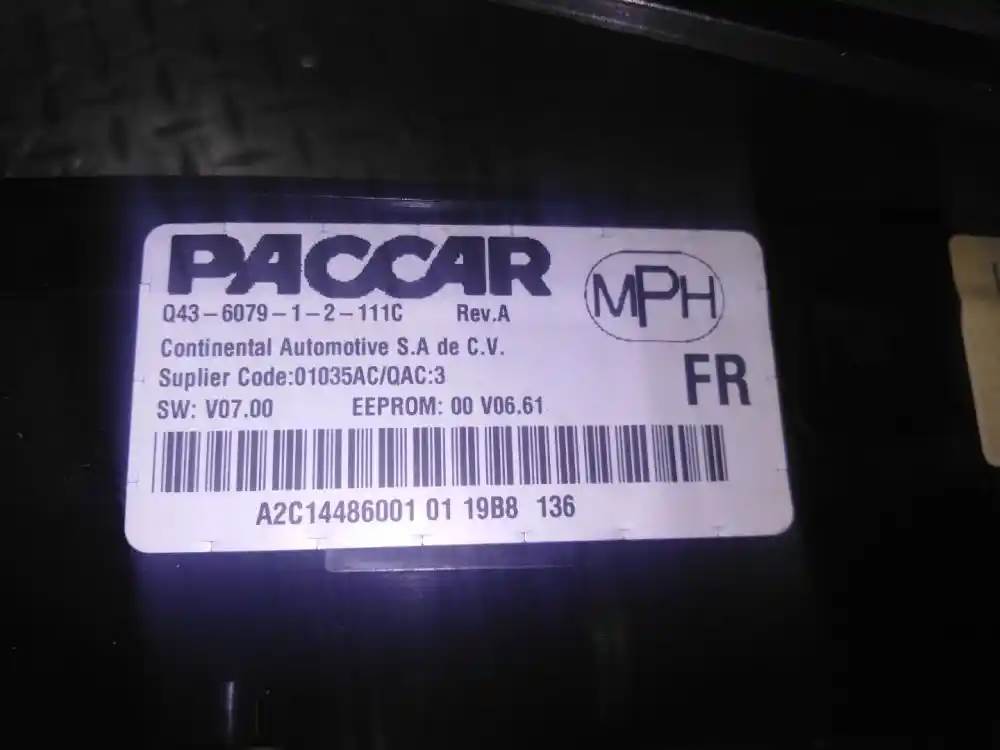 PACCAR
MPH
Q43-6079-1-2-111C Rev.A
Continental Automotive S.A de C.V.
Suplier Code:01035AC/QAC:3
FR
SW: V07.00 EEPROM: 00 V06.61
A2C14486001 01 19B8 136